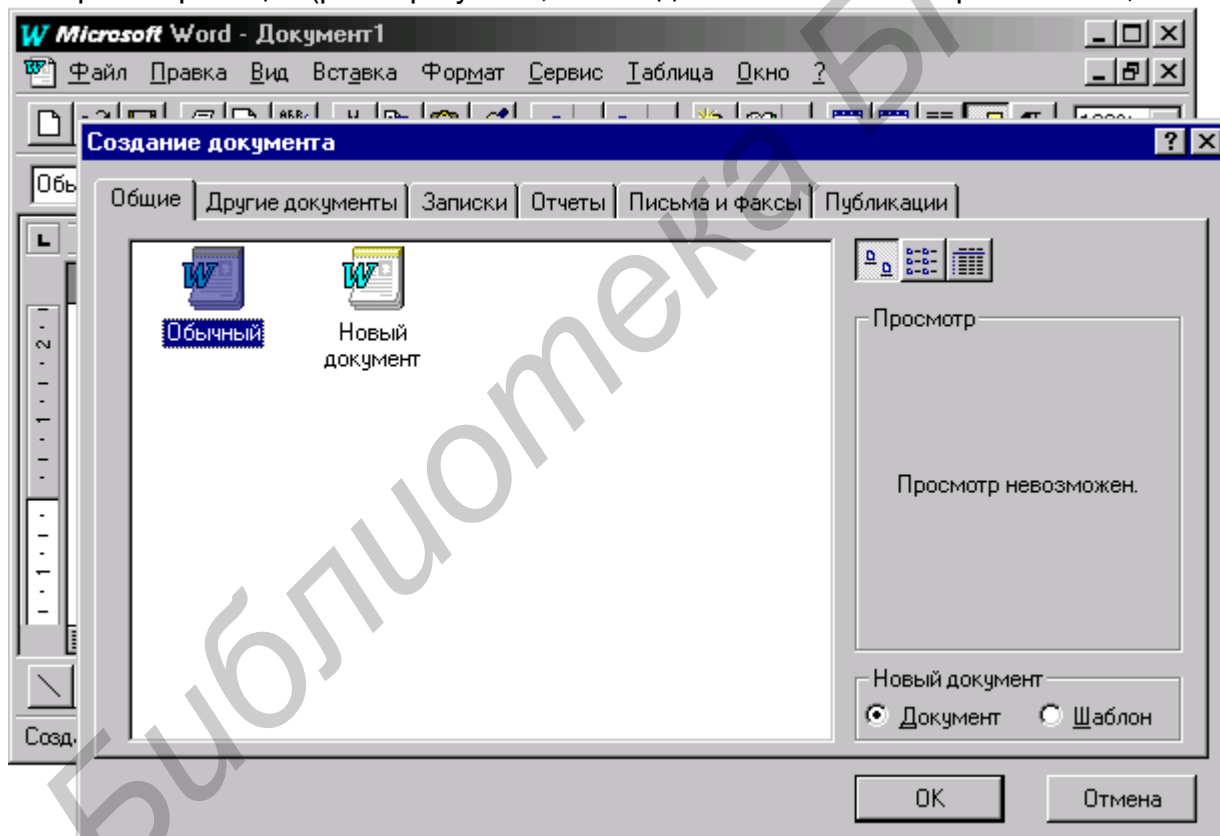 Microsoft Word - Документ1
Файл Правка Вид Вставка Формат Сервис Таблица Окно ?
Создание документа
Общие Другие документы Записки Отчеты Письма и факсы Публикации
Обычный
Новый
документ
Просмотр
Просмотр невозможен.
Новый документ
Документ Шаблон
OK Отмена
Библиотека